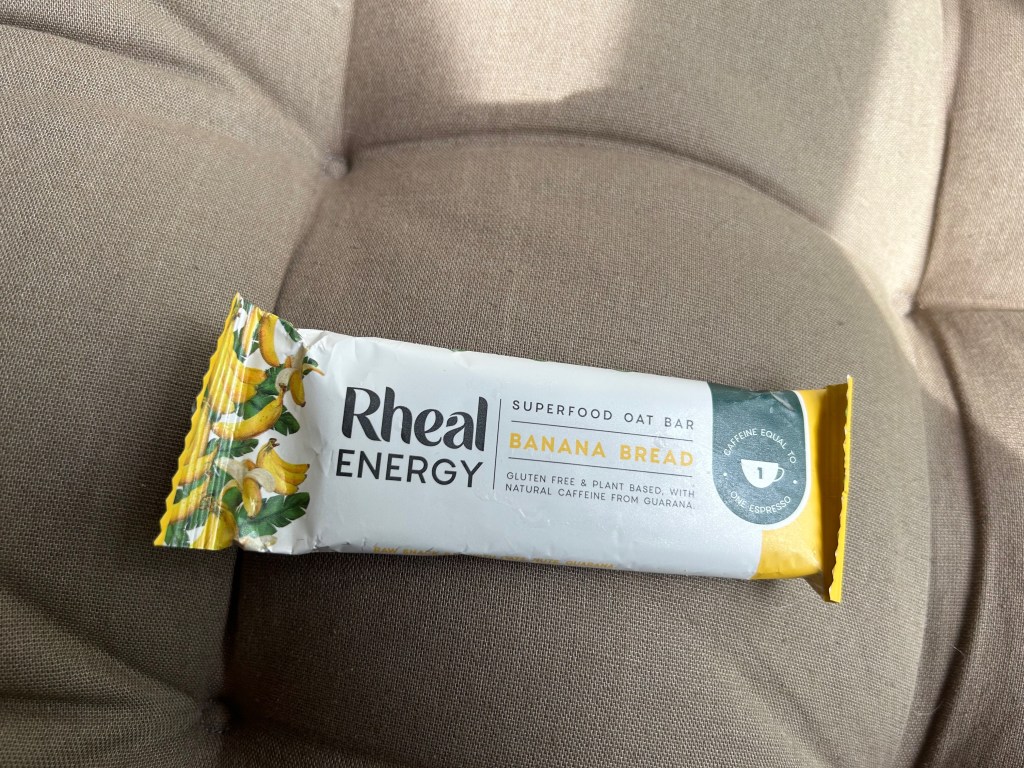 Rheal
ENERGY
SUPERFOOD OAT BAR
BANANA BREAD
GLUTEN FREE & PLANT BASED, WITH
NATURAL CAFFEINE FROM GUARANA.
CAFFEINE EQUAL TO
1
ONE ESPRESSO